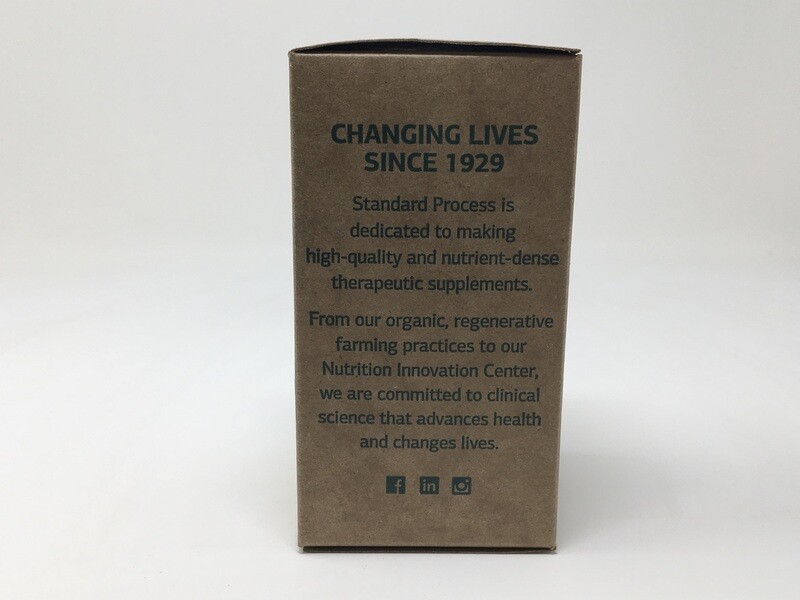 CHANGING LIVES
SINCE 1929
Standard Process is
dedicated to making
high-quality and nutrient-dense
therapeutic supplements.
From our organic, regenerative
farming practices to our
Nutrition Innovation Center,
we are committed to clinical
science that advances health
and changes lives.